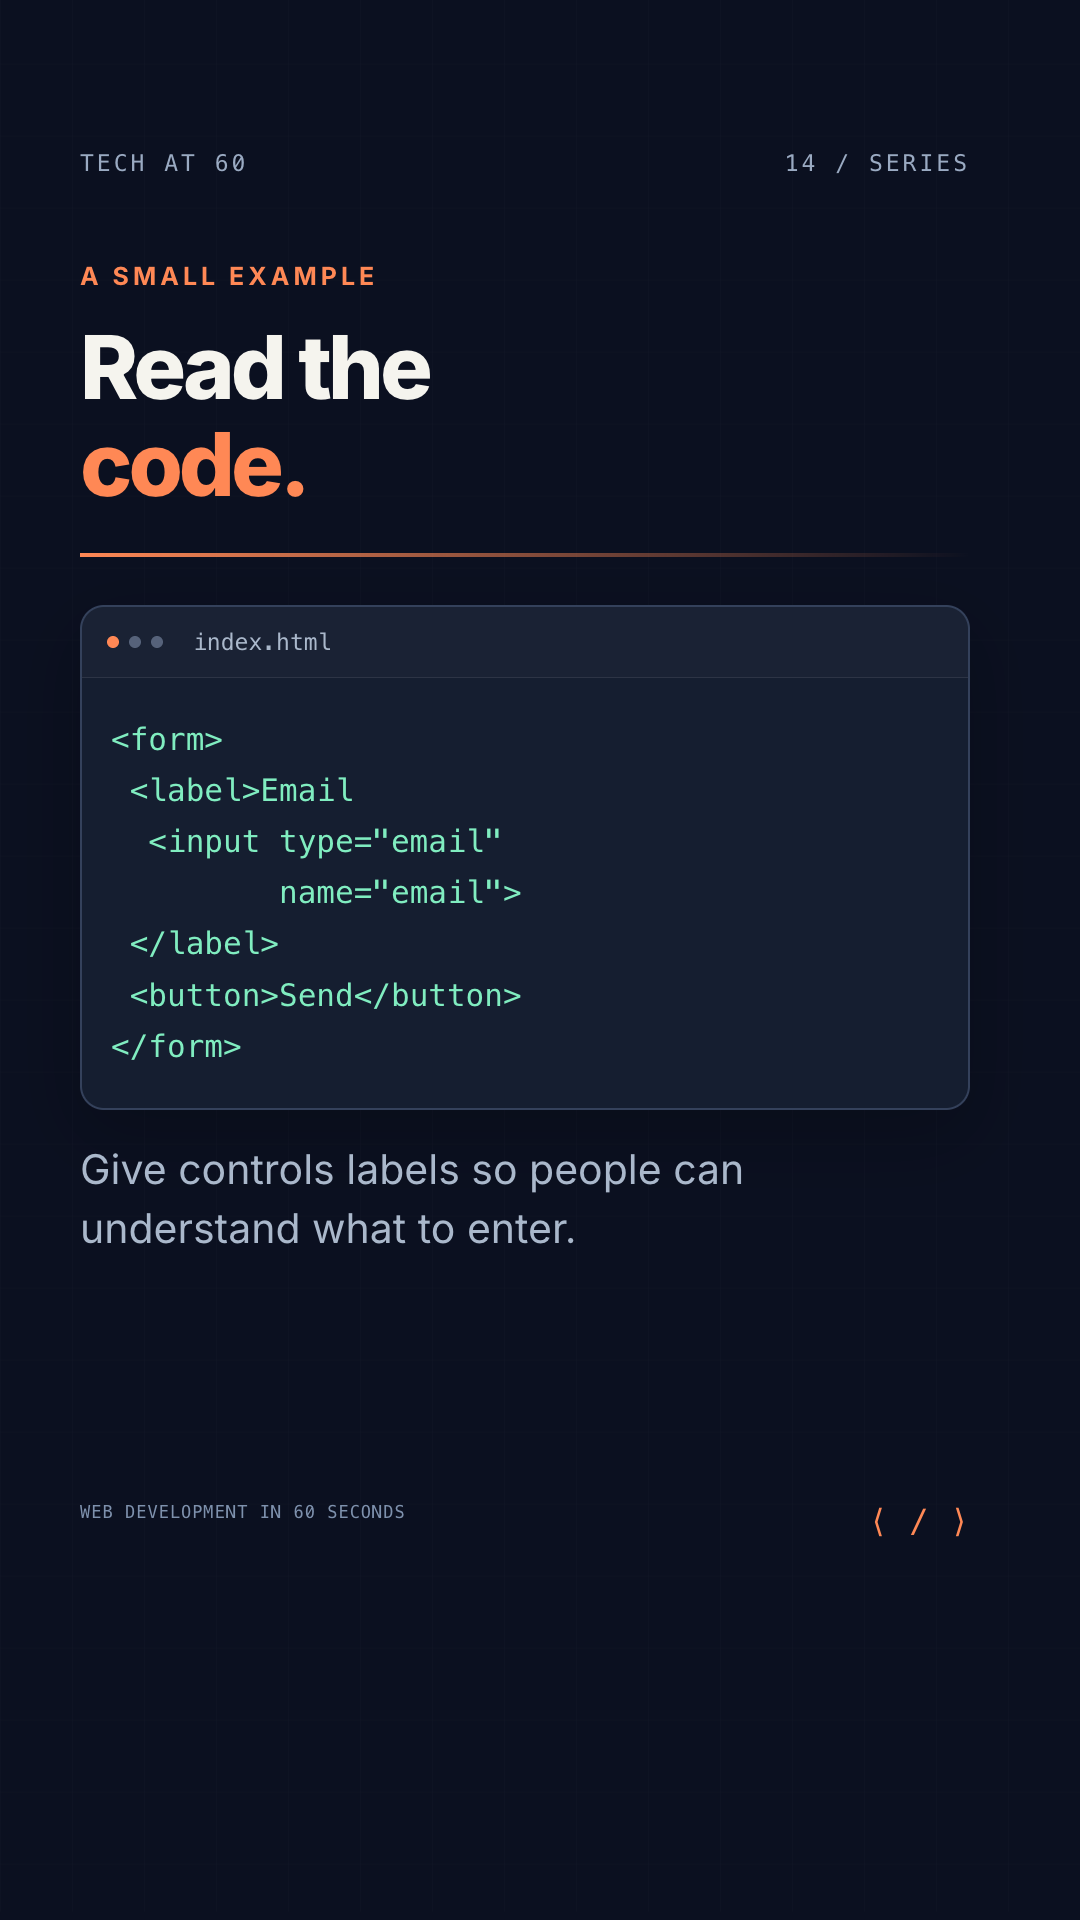 TECH AT 60
14 / SERIES
A SMALL EXAMPLE
Read the
code.
index.html
<form>
 <label>Email
  <input type="email"
         name="email">
 </label>
 <button>Send</button>
</form>
Give controls labels so people can
understand what to enter.
WEB DEVELOPMENT IN 60 SECONDS
⟨ / ⟩